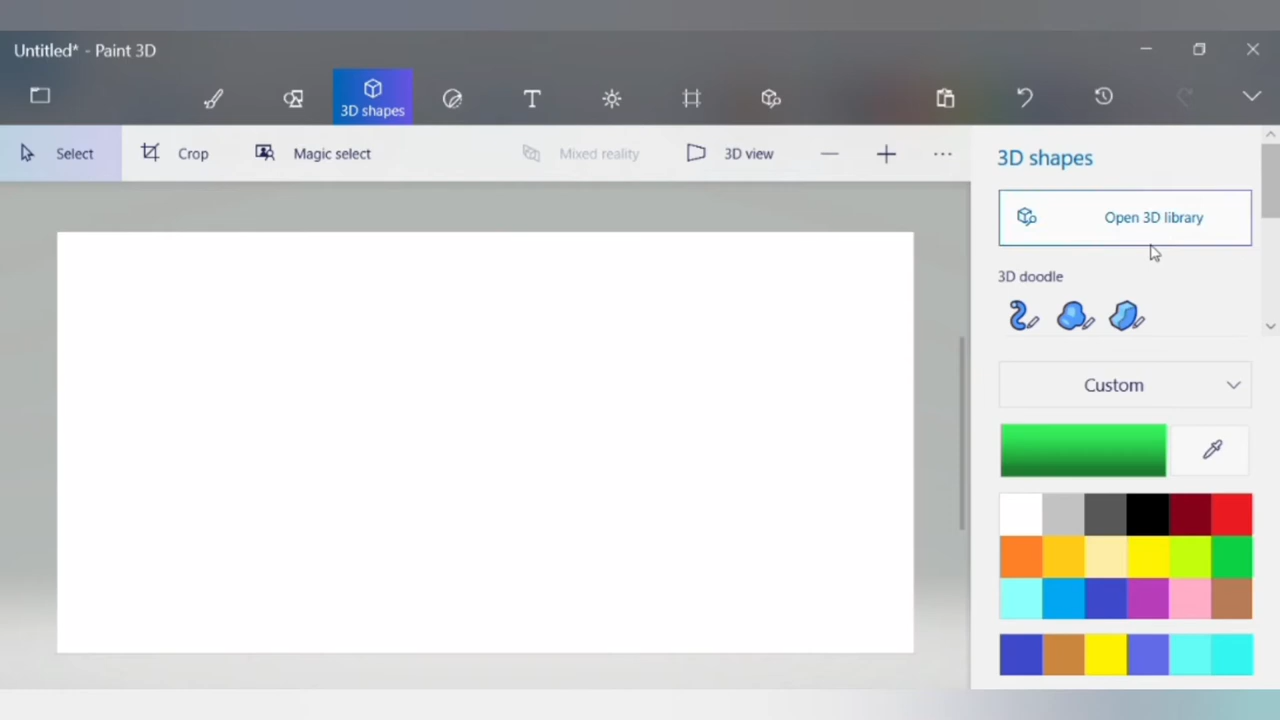 Untitled* - Paint 3D
3D shapes
Select
Crop
Magic select
Mixed reality
3D view
3D shapes
Open 3D library
3D doodle
Custom